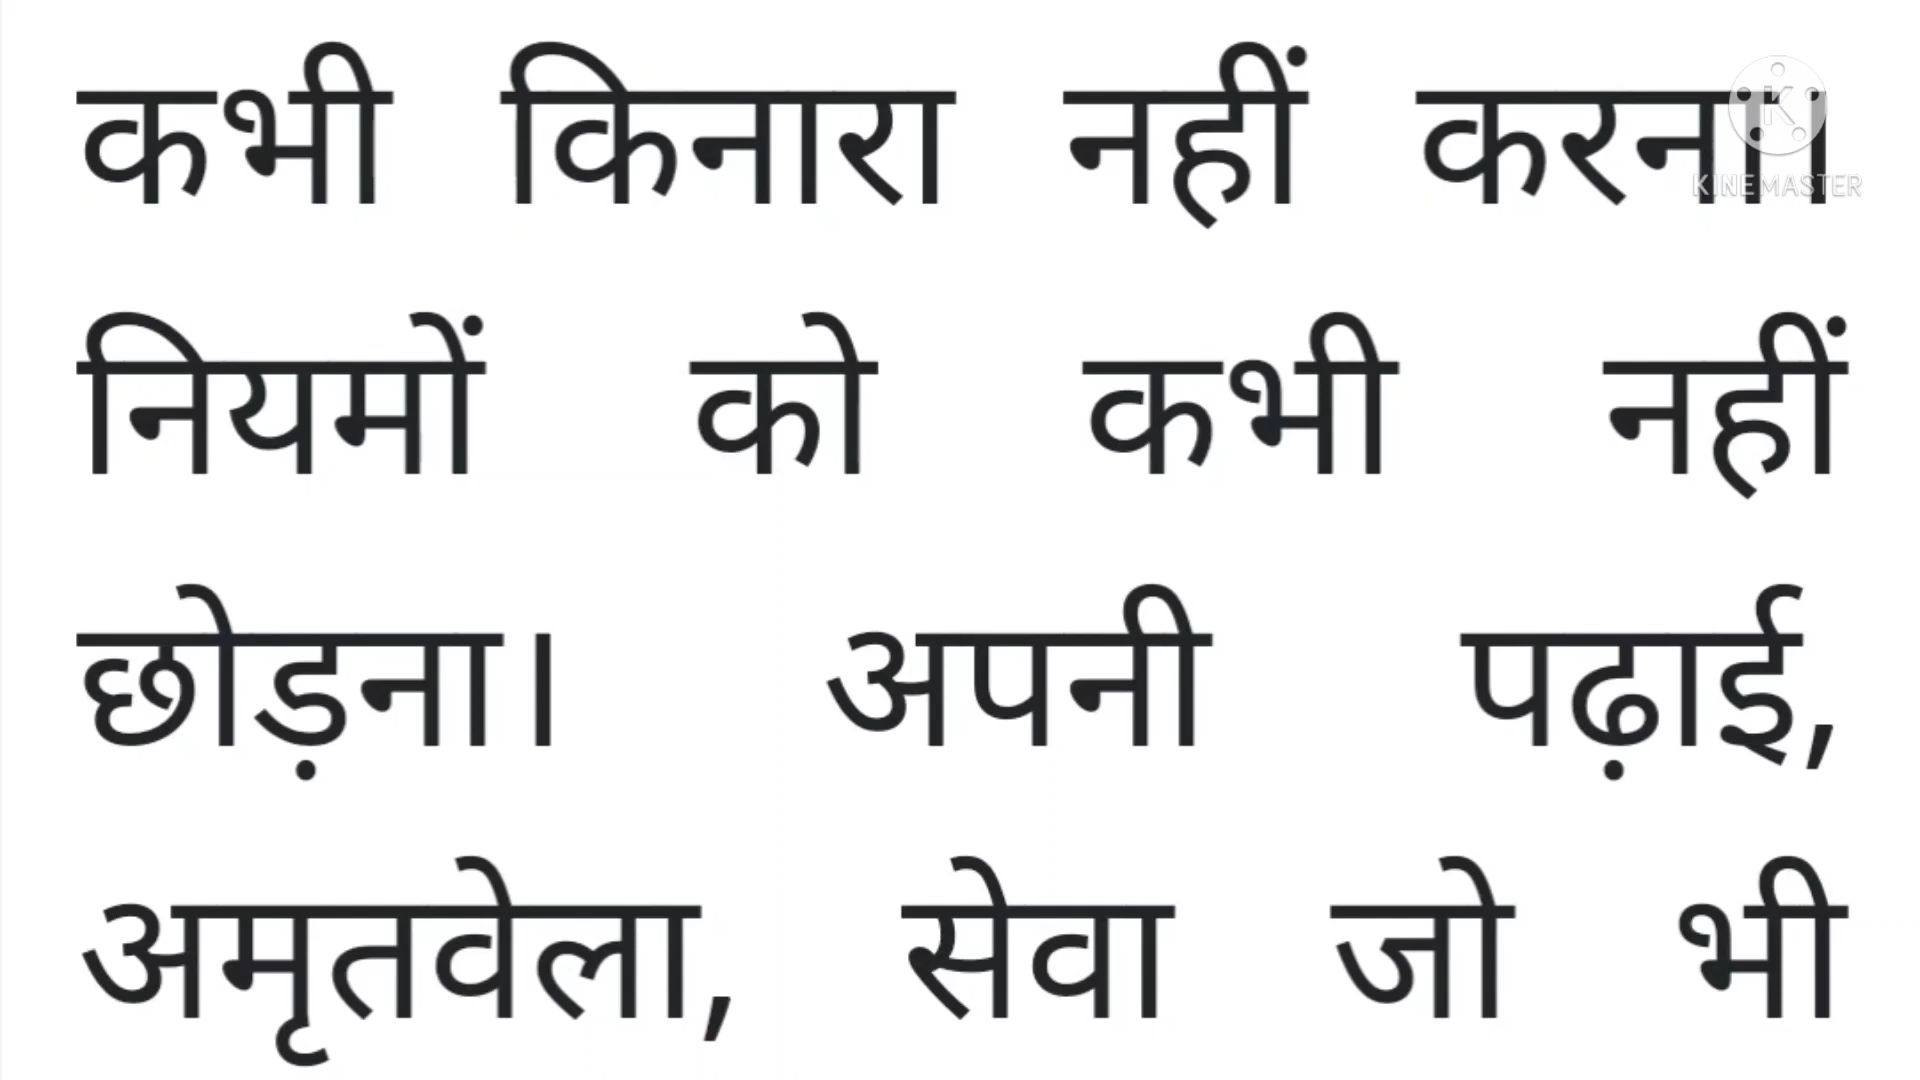 कभी किनारा नहीं करना।
KINEMASTER
नियमों को कभी नहीं
छोड़ना। अपनी पढ़ाई,
अमृतवेला, सेवा जो भी